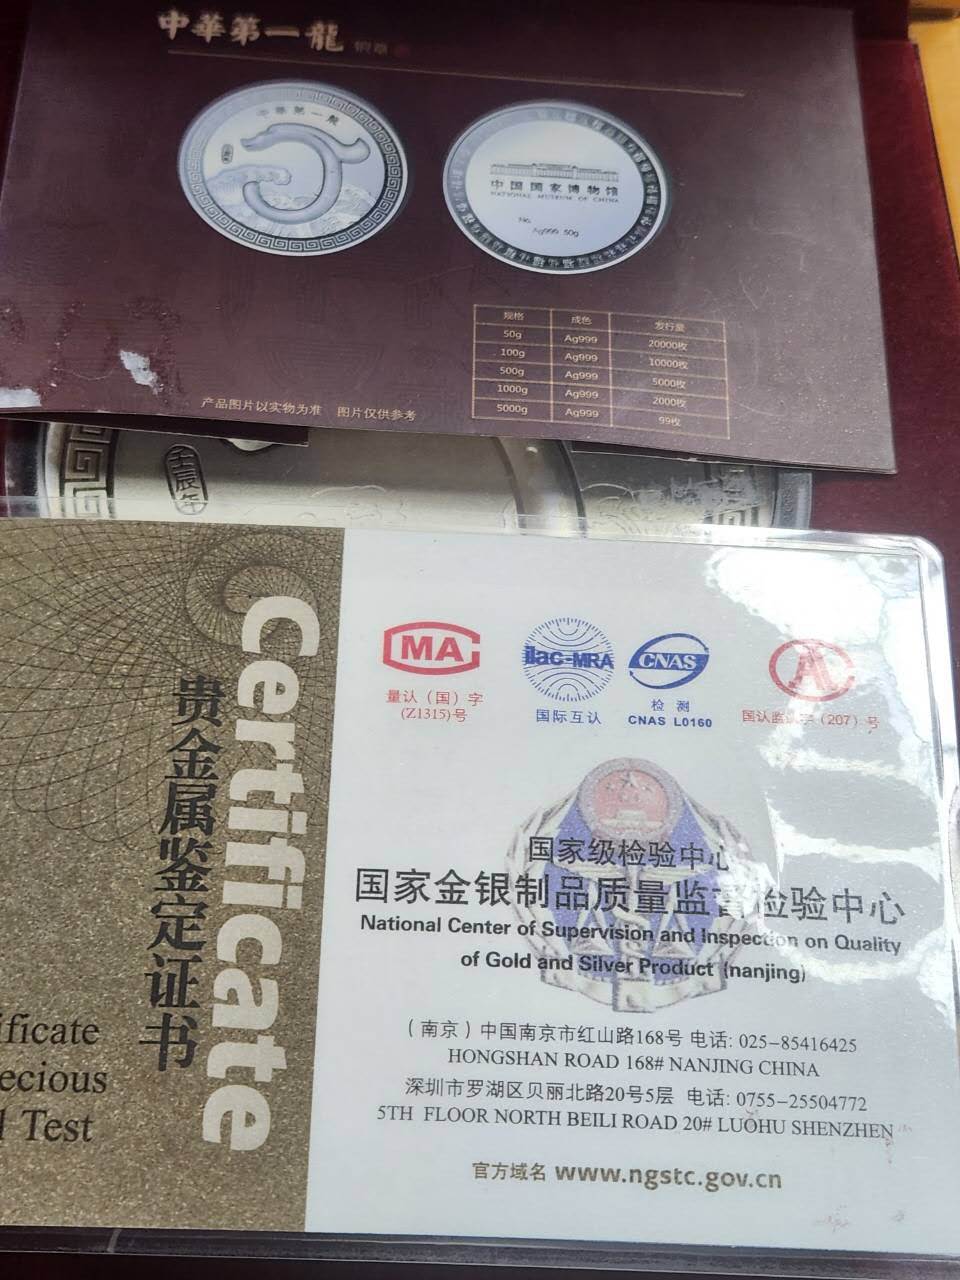 中華第一龍 銀章
中華第一龍
中国国家博物馆
NATIONAL MUSEUM OF CHINA
No.
Ag999 50g
规格 成色 发行量
50g Ag999 20000枚
100g Ag999 10000枚
500g Ag999 5000枚
1000g Ag999 2000枚
5000g Ag999 99枚
产品图片以实物为准 图片仅供参考
壬辰年
Certificate
贵金属鉴定证书
ificate
ecious
l Test
MA
量认（国）字
(Z1315)号
ilac-MRA
国际互认
CNAS
检 测
CNAS L0160
国认监认字（207）号
国家级检验中心
国家金银制品质量监督检验中心
National Center of Supervision and Inspection on Quality
of Gold and Silver Product (nanjing)
（南京）中国南京市红山路168号 电话: 025-85416425
HONGSHAN ROAD 168# NANJING CHINA
深圳市罗湖区贝丽北路20号5层 电话: 0755-25504772
5TH FLOOR NORTH BEILI ROAD 20# LUOHU SHENZHEN
官方域名 www.ngstc.gov.cn